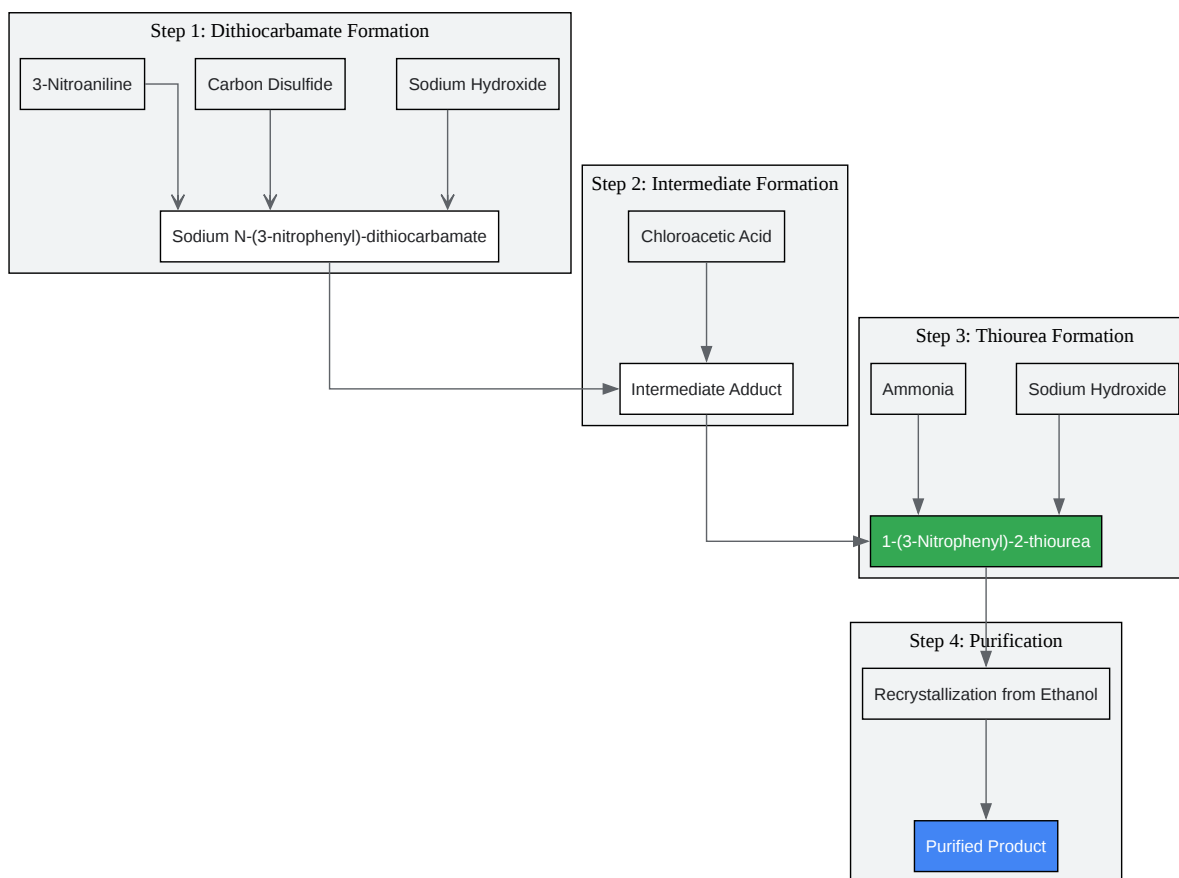 Step 1: Dithiocarbamate Formation
3-Nitroaniline
Carbon Disulfide
Sodium Hydroxide
Sodium N-(3-nitrophenyl)-dithiocarbamate
Step 2: Intermediate Formation
Chloroacetic Acid
Intermediate Adduct
Step 3: Thiourea Formation
Ammonia
Sodium Hydroxide
1-(3-Nitrophenyl)-2-thiourea
Step 4: Purification
Recrystallization from Ethanol
Purified Product